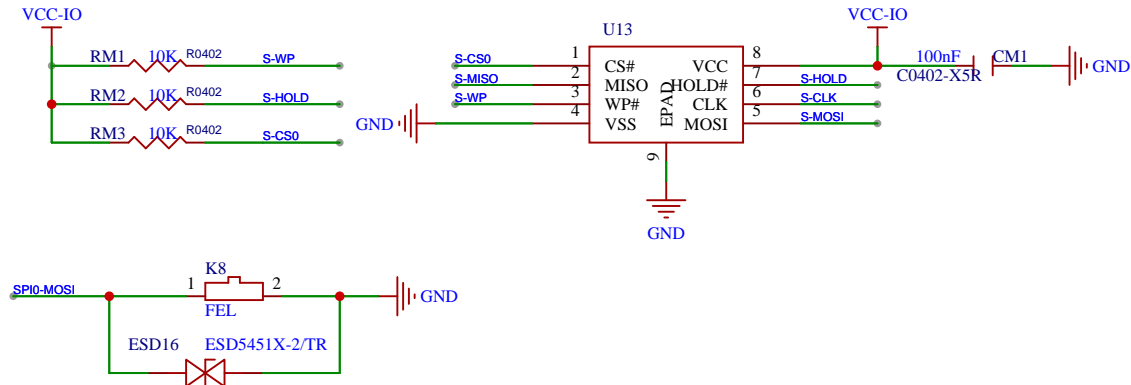 VCC-IO
RM1 10K R0402 S-WP
RM2 10K R0402 S-HOLD
RM3 10K R0402 S-CS0
U13
S-CS0 1 CS#
S-MISO 2 MISO
S-WP 3 WP#
GND 4 VSS
EPAD
9
GND
VCC-IO
VCC 8
HOLD# 7 S-HOLD
CLK 6 S-CLK
MOSI 5 S-MOSI
100nF CM1
C0402-X5R
GND
SPI0-MOSI
K8
1 2
FEL
GND
ESD16 ESD5451X-2/TR